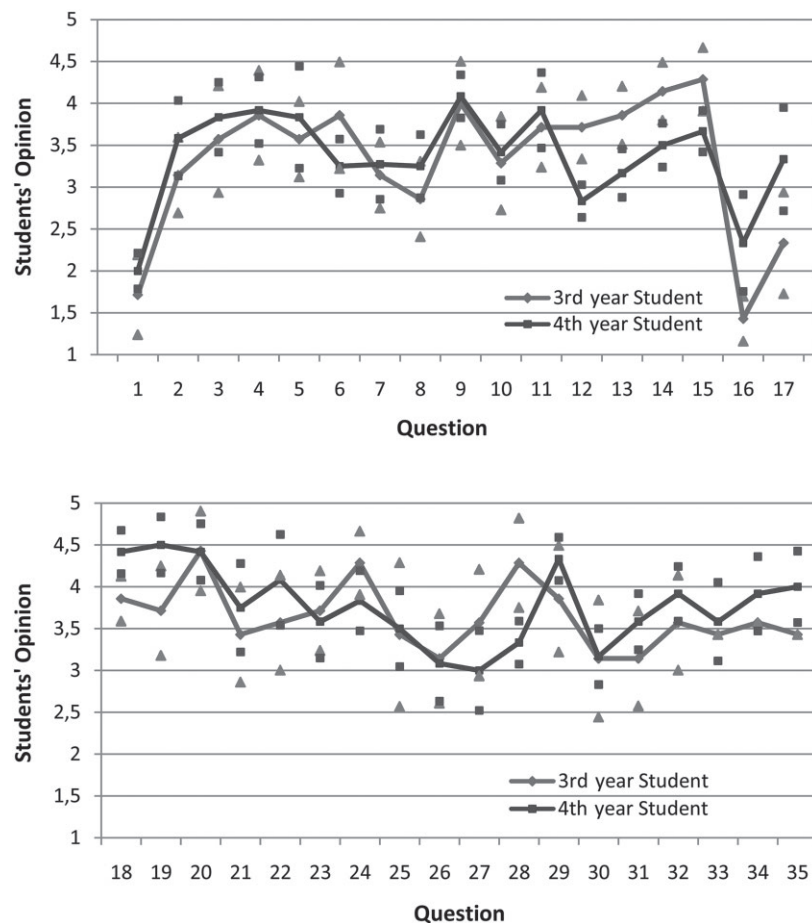 5
4,5
4
3,5
3
2,5
2
1,5
1
Students' Opinion
3rd year Student
4th year Student
1 2 3 4 5 6 7 8 9 10 11 12 13 14 15 16 17
Question
5
4,5
4
3,5
3
2,5
2
1,5
1
Students' Opinion
3rd year Student
4th year Student
18 19 20 21 22 23 24 25 26 27 28 29 30 31 32 33 34 35
Question